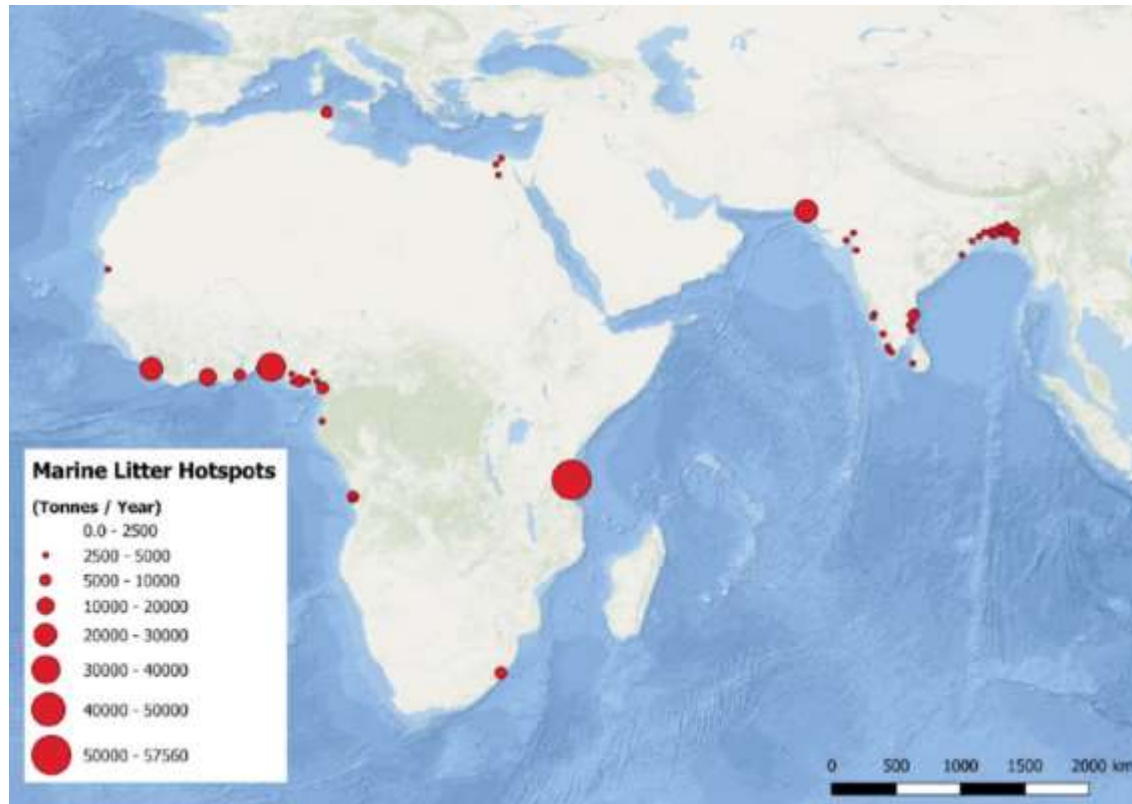 Marine Litter Hotspots
(Tonnes / Year)
0.0 - 2500
2500 - 5000
5000 - 10000
10000 - 20000
20000 - 30000
30000 - 40000
40000 - 50000
50000 - 57560
0 500 1000 1500 2000 km